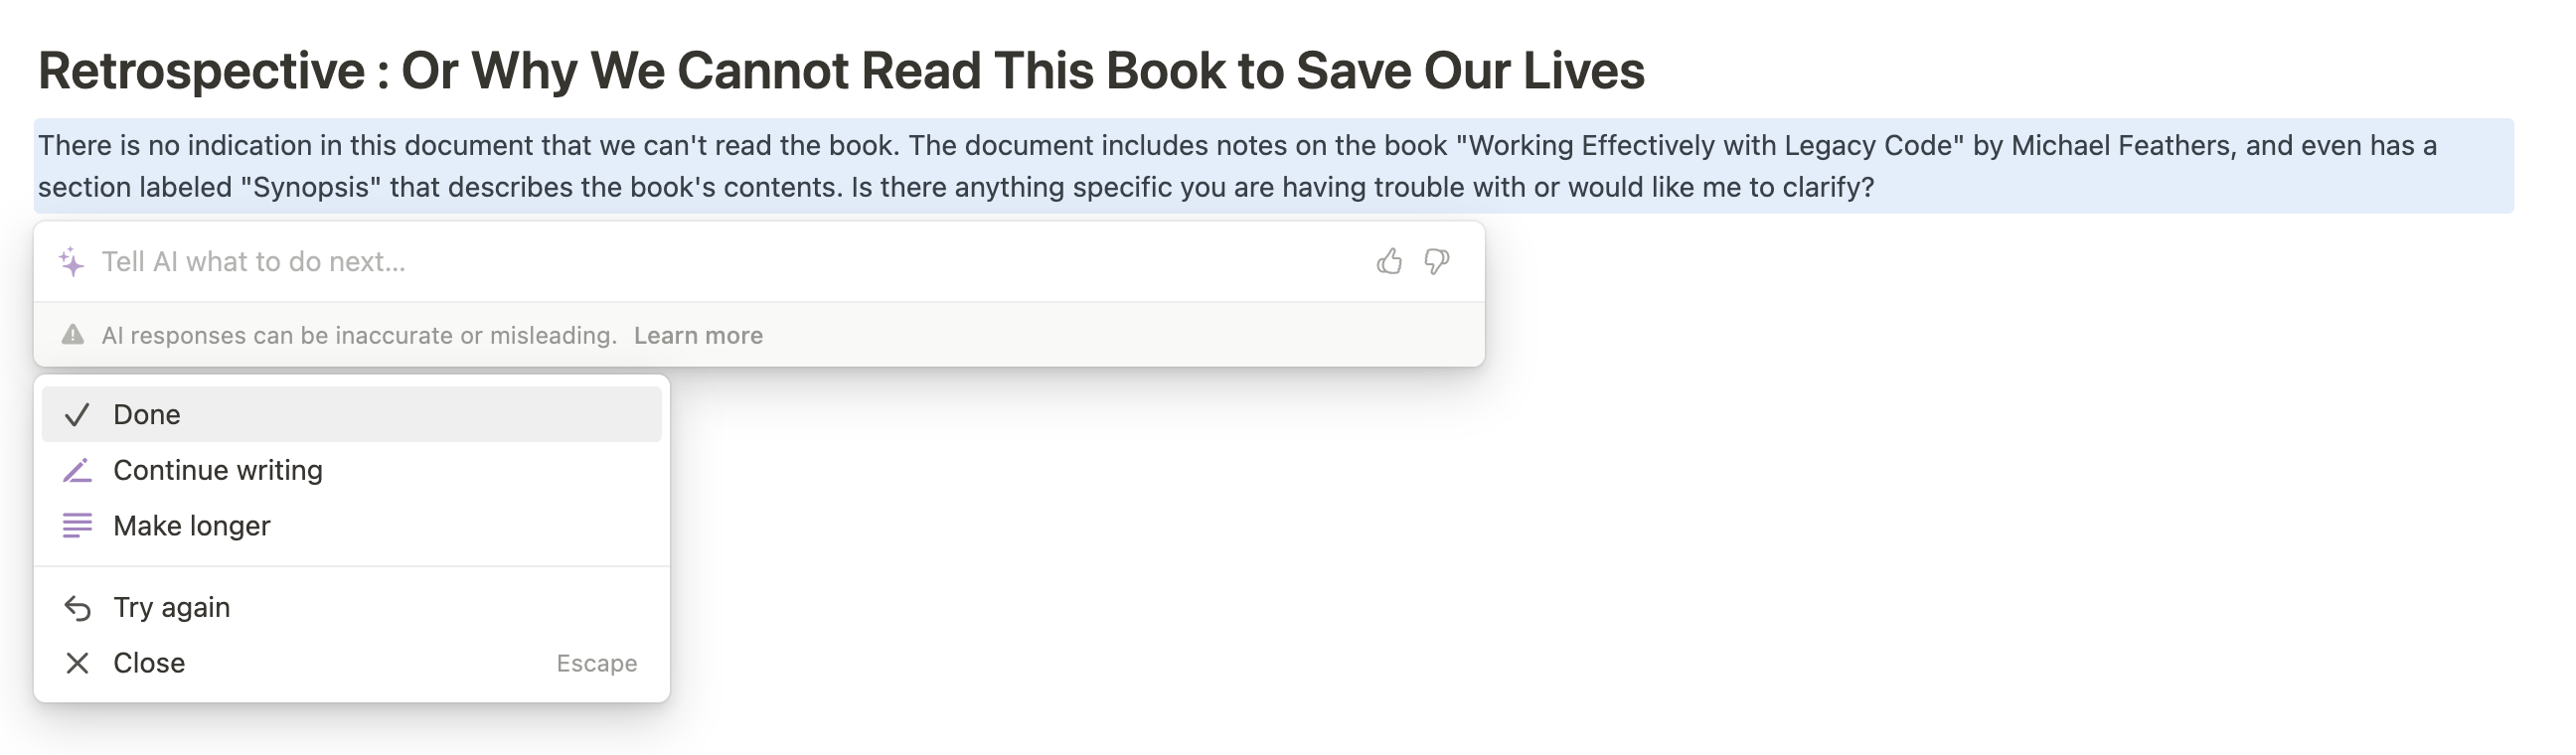 Retrospective : Or Why We Cannot Read This Book to Save Our Lives
There is no indication in this document that we can't read the book. The document includes notes on the book "Working Effectively with Legacy Code" by Michael Feathers, and even has a
section labeled "Synopsis" that describes the book's contents. Is there anything specific you are having trouble with or would like me to clarify?
Tell AI what to do next...
AI responses can be inaccurate or misleading. Learn more
Done
Continue writing
Make longer
Try again
Close Escape